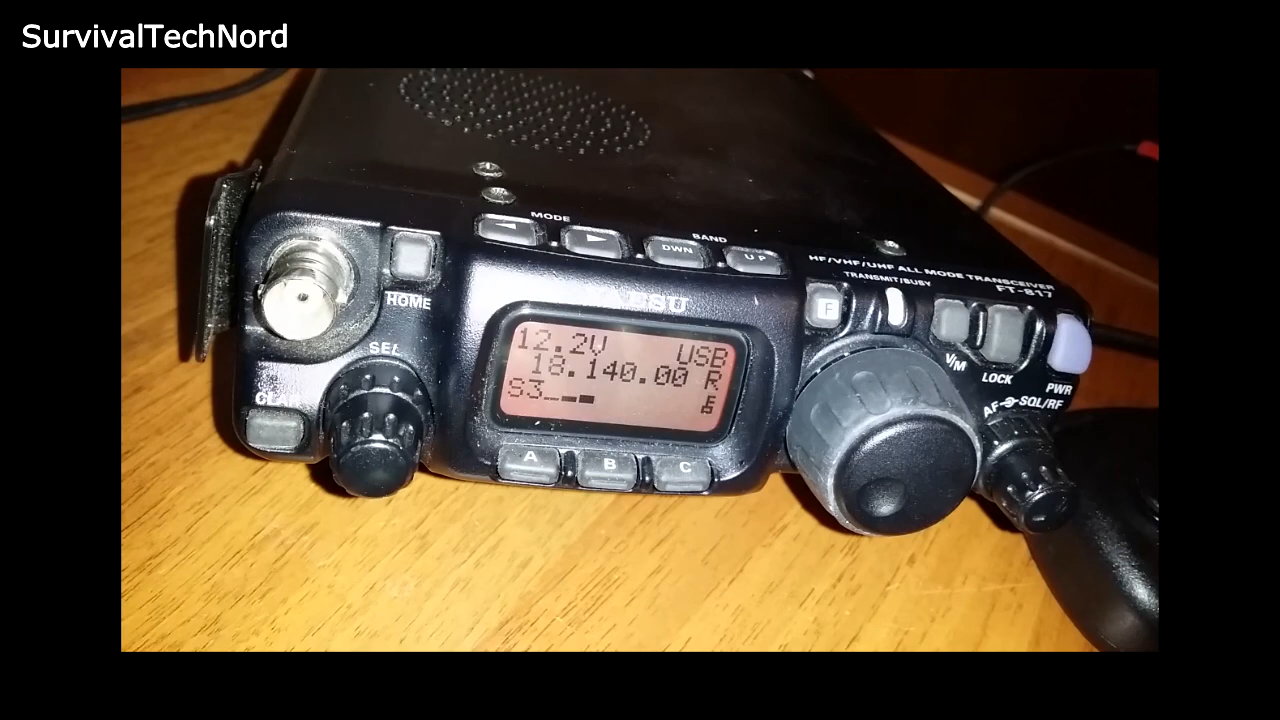 SurvivalTechNord
MODE
BAND
DWN
UP
HF/VHF/UHF ALL MODE TRANSCEIVER
FT-817
TRANSMIT/BUSY
HOME
F
V/M
LOCK
PWR
AF SQL/RF
SEL
12.2V USB
18.140.00 R
S3
A
B
C